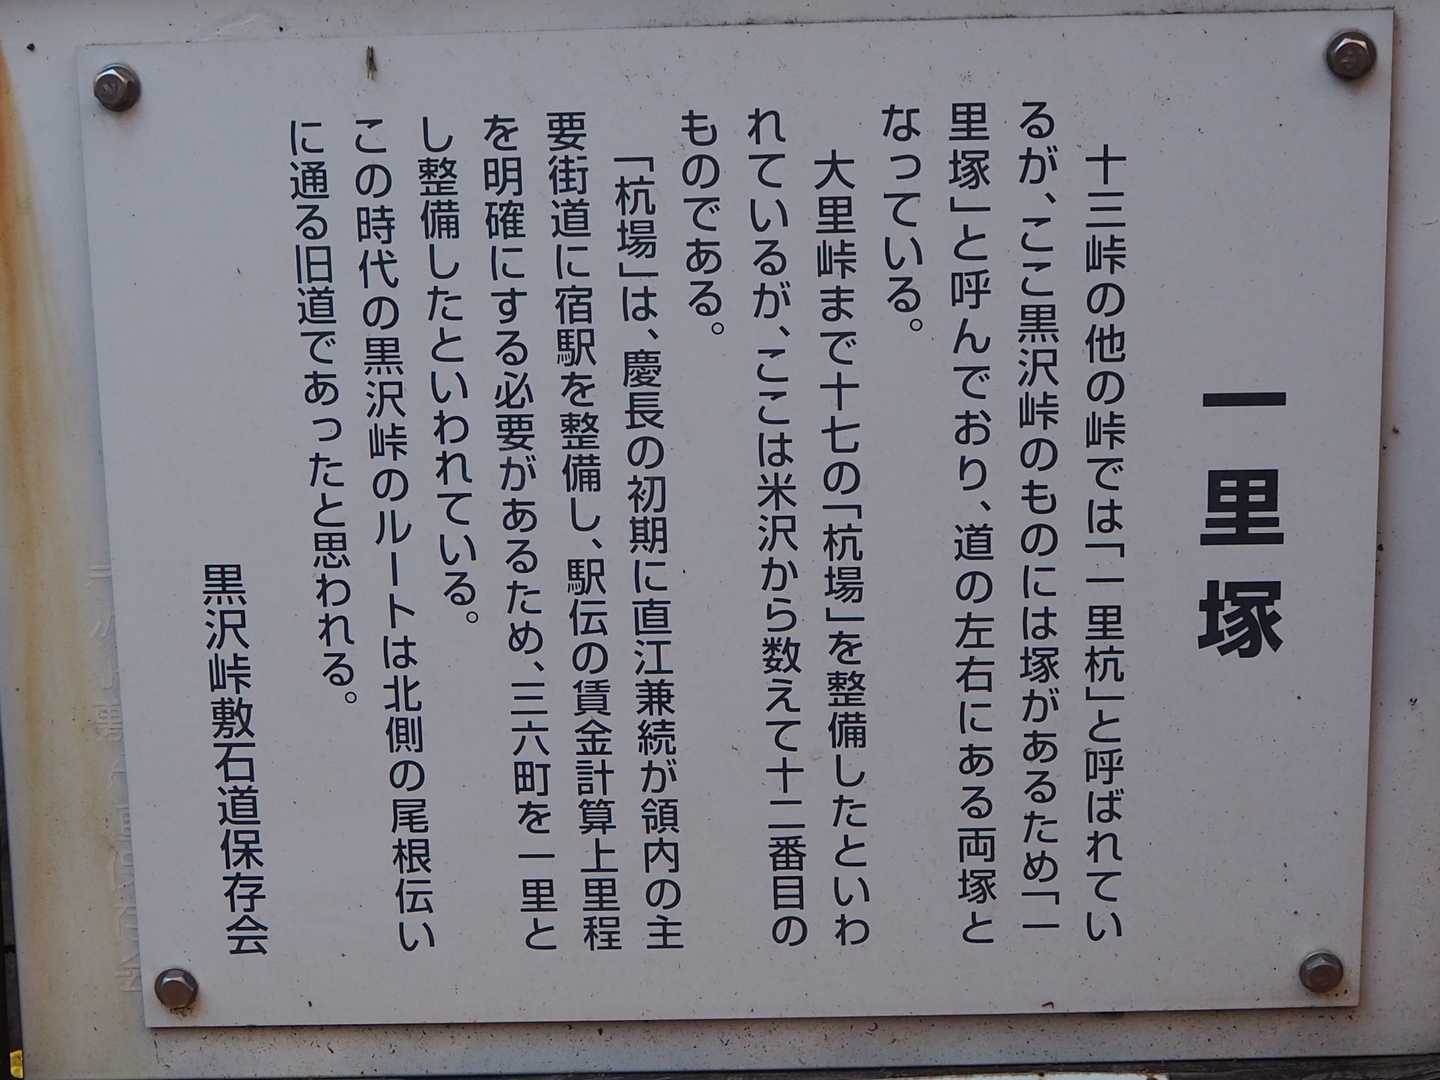 一里塚
十三峠の他の峠では「一里杭」と呼ばれてい
るが、ここ黒沢峠のものには塚があるため「一
里塚」と呼んでおり、道の左右にある両塚と
なっている。
大里峠まで十七の「杭場」を整備したといわ
れているが、ここは米沢から数えて十二番目の
ものである。
「杭場」は、慶長の初期に直江兼続が領内の主
要街道に宿駅を整備し、駅伝の賃金計算上里程
を明確にする必要があるため、三六町を一里と
し整備したといわれている。
この時代の黒沢峠のルートは北側の尾根伝い
に通る旧道であったと思われる。
黒沢峠敷石道保存会